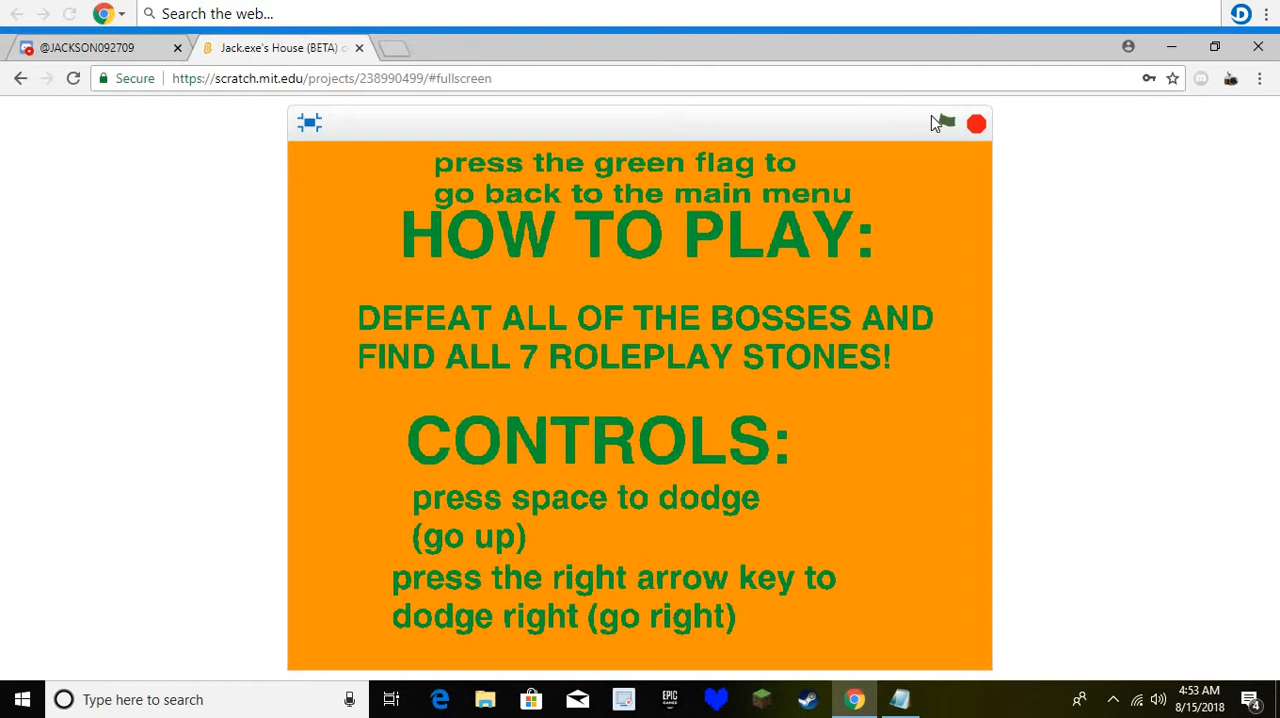 Search the web...
@JACKSON092709
Jack.exe's House (BETA) o
Secure
https://scratch.mit.edu/projects/238990499/#fullscreen
press the green flag to
go back to the main menu
HOW TO PLAY:
DEFEAT ALL OF THE BOSSES AND
FIND ALL 7 ROLEPLAY STONES!
CONTROLS:
press space to dodge
(go up)
press the right arrow key to
dodge right (go right)
Type here to search
EPIC
GAMES
4:53 AM
8/15/2018
4